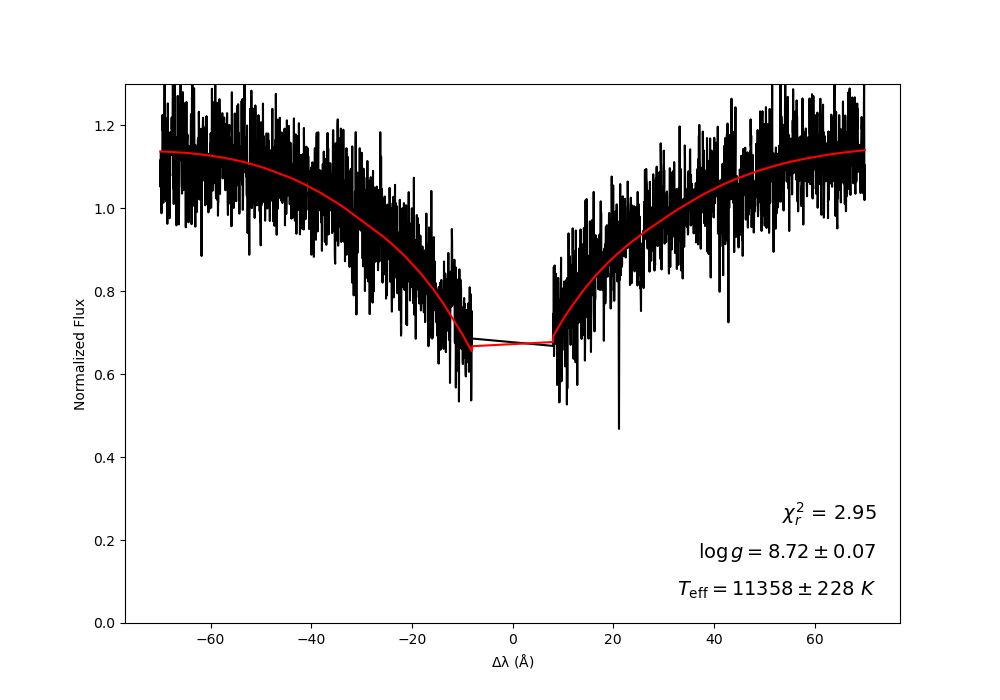 1.2
1.0
0.8
0.6
0.4
0.2
0.0
Normalized Flux
χ²ᵣ = 2.95
log g = 8.72 ± 0.07
T_eff = 11358 ± 228 K
−60 −40 −20 0 20 40 60
Δλ (Å)